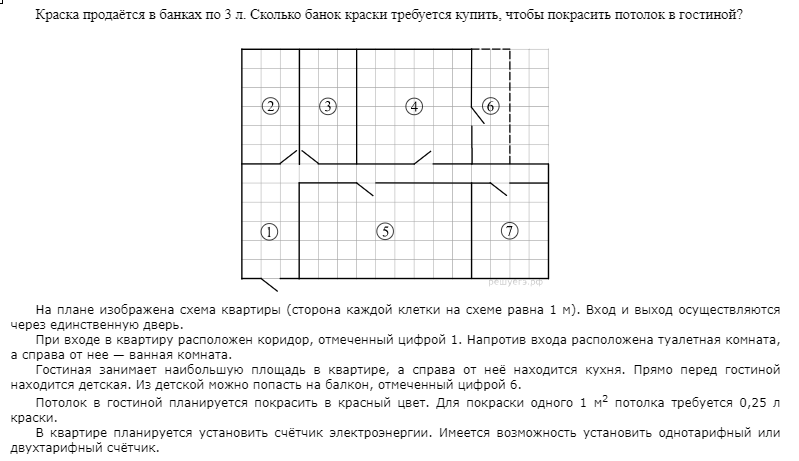 Краска продаётся в банках по 3 л. Сколько банок краски требуется купить, чтобы покрасить потолок в гостиной?
2 3 4 6
1 5 7
решуегэ.рф
На плане изображена схема квартиры (сторона каждой клетки на схеме равна 1 м). Вход и выход осуществляются
через единственную дверь.
При входе в квартиру расположен коридор, отмеченный цифрой 1. Напротив входа расположена туалетная комната,
а справа от нее — ванная комната.
Гостиная занимает наибольшую площадь в квартире, а справа от неё находится кухня. Прямо перед гостиной
находится детская. Из детской можно попасть на балкон, отмеченный цифрой 6.
Потолок в гостиной планируется покрасить в красный цвет. Для покраски одного 1 м² потолка требуется 0,25 л
краски.
В квартире планируется установить счётчик электроэнергии. Имеется возможность установить однотарифный или
двухтарифный счётчик.